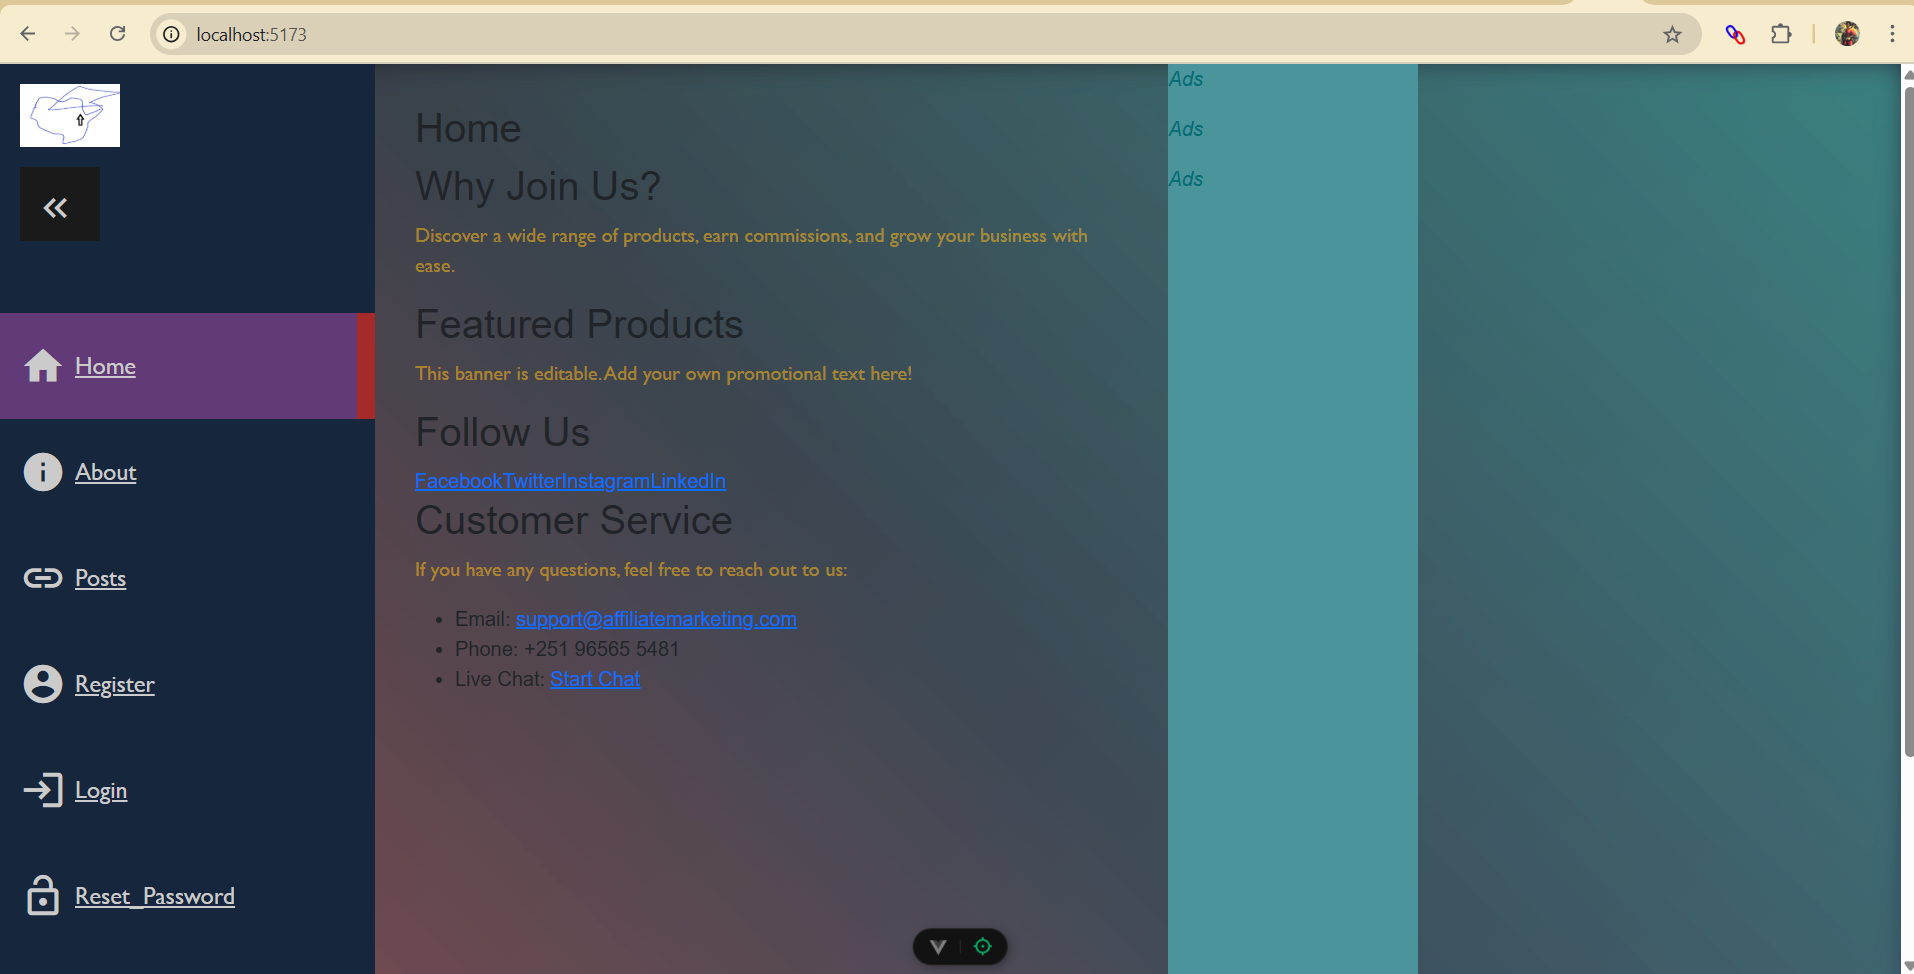 localhost:5173
Home
About
Posts
Register
Login
Reset_Password
Home
Why Join Us?
Discover a wide range of products, earn commissions, and grow your business with
ease.
Featured Products
This banner is editable. Add your own promotional text here!
Follow Us
FacebookTwitterInstagramLinkedIn
Customer Service
If you have any questions, feel free to reach out to us:
• Email: support@affiliatemarketing.com
• Phone: +251 96565 5481
• Live Chat: Start Chat
Ads
Ads
Ads